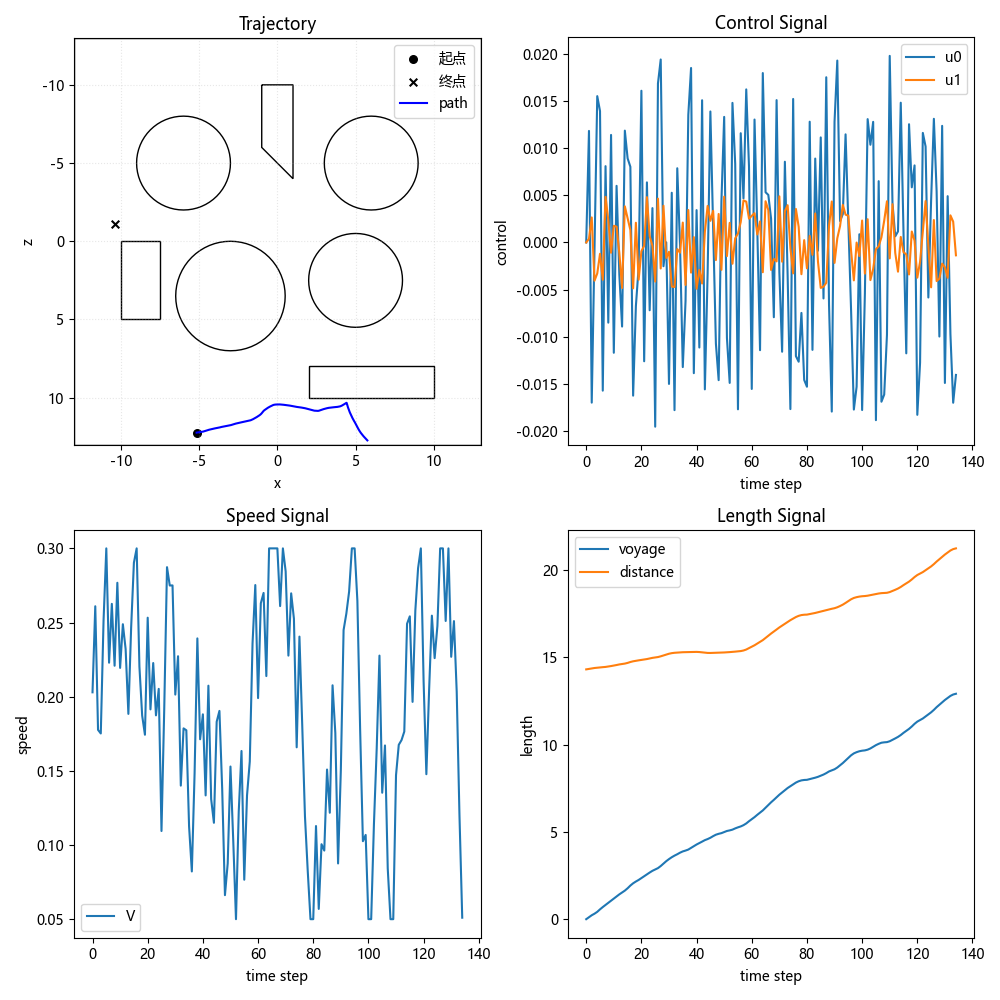 Trajectory
起点
终点
path
-10
-5
0
5
10
z
-10
-5
0
5
10
x
Control Signal
u0
u1
0.020
0.015
0.010
0.005
0.000
-0.005
-0.010
-0.015
-0.020
control
0
20
40
60
80
100
120
140
time step
Speed Signal
0.30
0.25
0.20
0.15
0.10
0.05
speed
V
0
20
40
60
80
100
120
140
time step
Length Signal
voyage
distance
20
15
10
5
0
length
0
20
40
60
80
100
120
140
time step